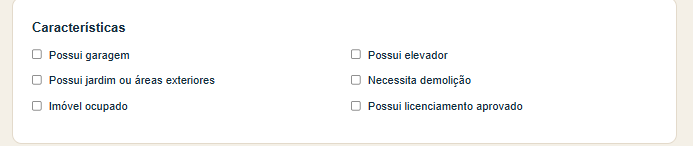 Características
Possui garagem
Possui elevador
Possui jardim ou áreas exteriores
Necessita demolição
Imóvel ocupado
Possui licenciamento aprovado